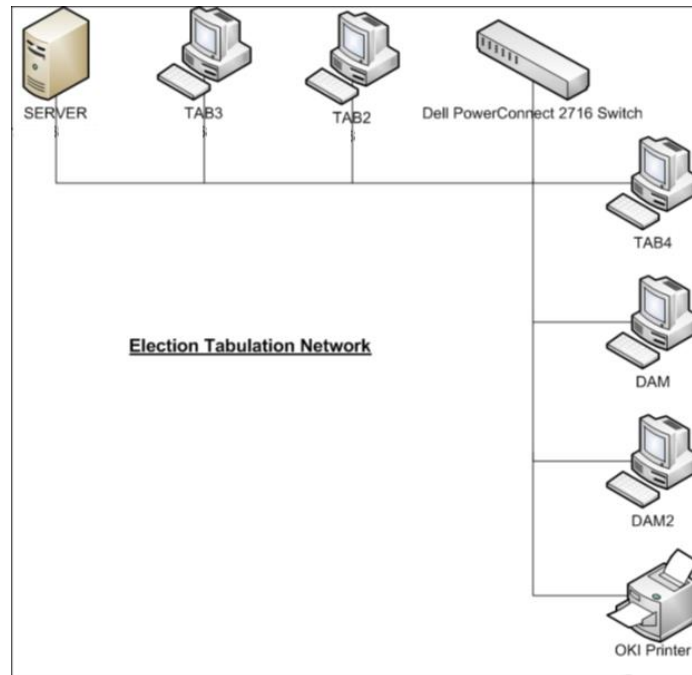 SERVER
TAB3
TAB2
Dell PowerConnect 2716 Switch
TAB4
Election Tabulation Network
DAM
DAM2
OKI Printer